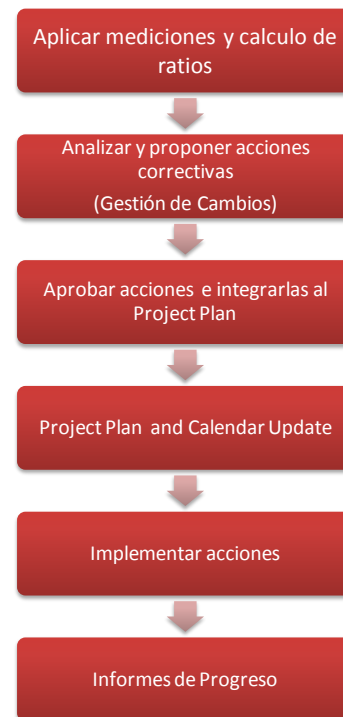 Aplicar mediciones y calculo de
ratios
Analizar y proponer acciones
correctivas
(Gestión de Cambios)
Aprobar acciones e integrarlas al
Project Plan
Project Plan and Calendar Update
Implementar acciones
Informes de Progreso